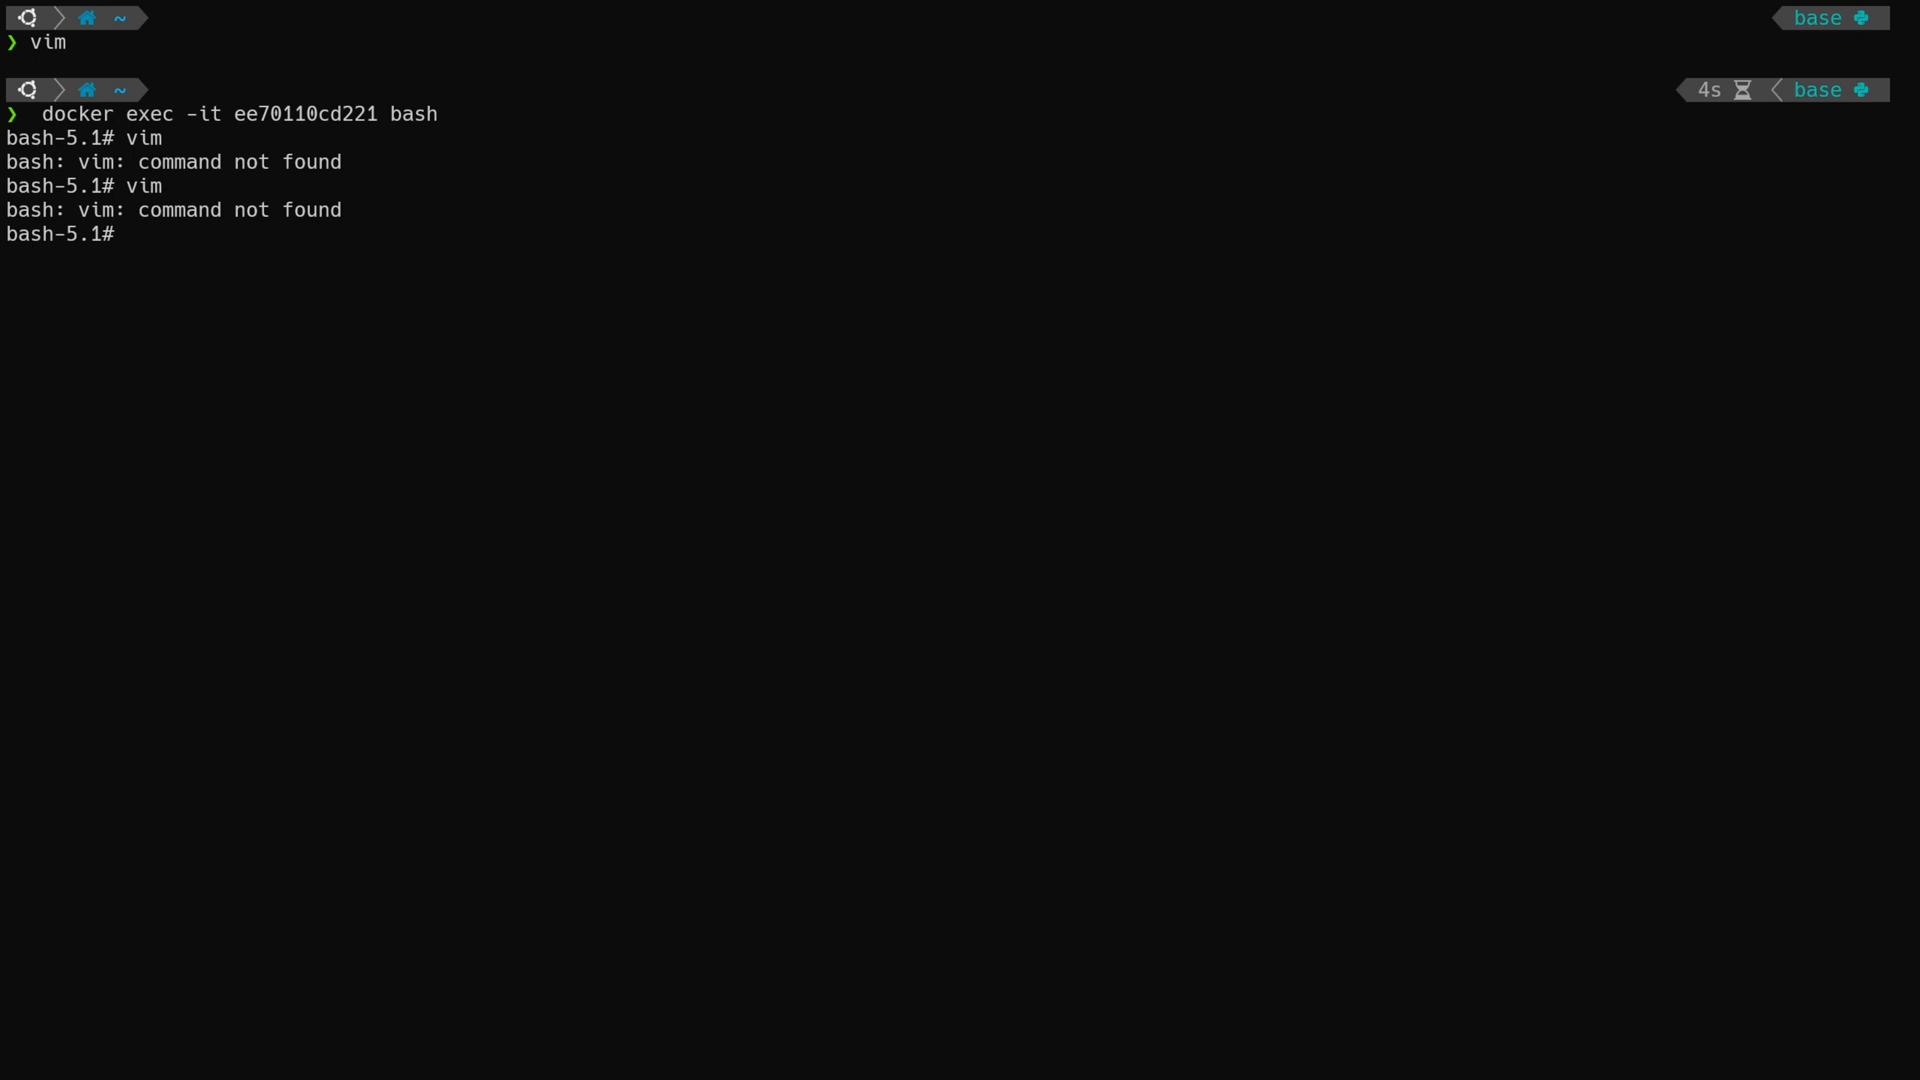 ~ base
❯ vim
~ 4s base
❯ docker exec -it ee70110cd221 bash
bash-5.1# vim
bash: vim: command not found
bash-5.1# vim
bash: vim: command not found
bash-5.1#